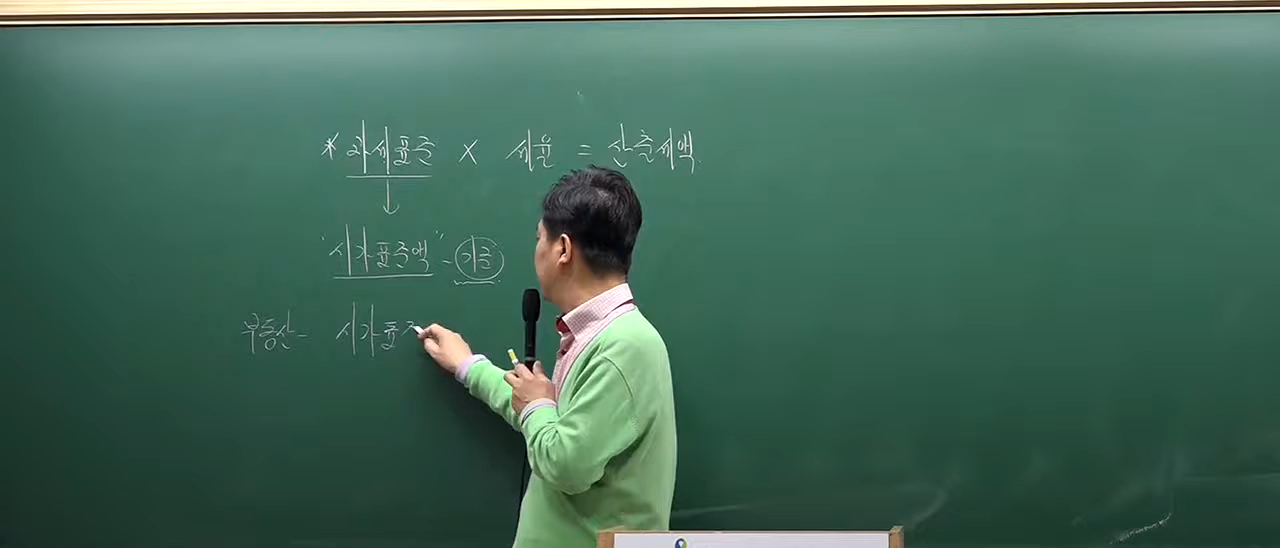 * 과세표준 × 세율 = 산출세액.
"시가표준액" - 기준
부동산 - 시가표ㅈ